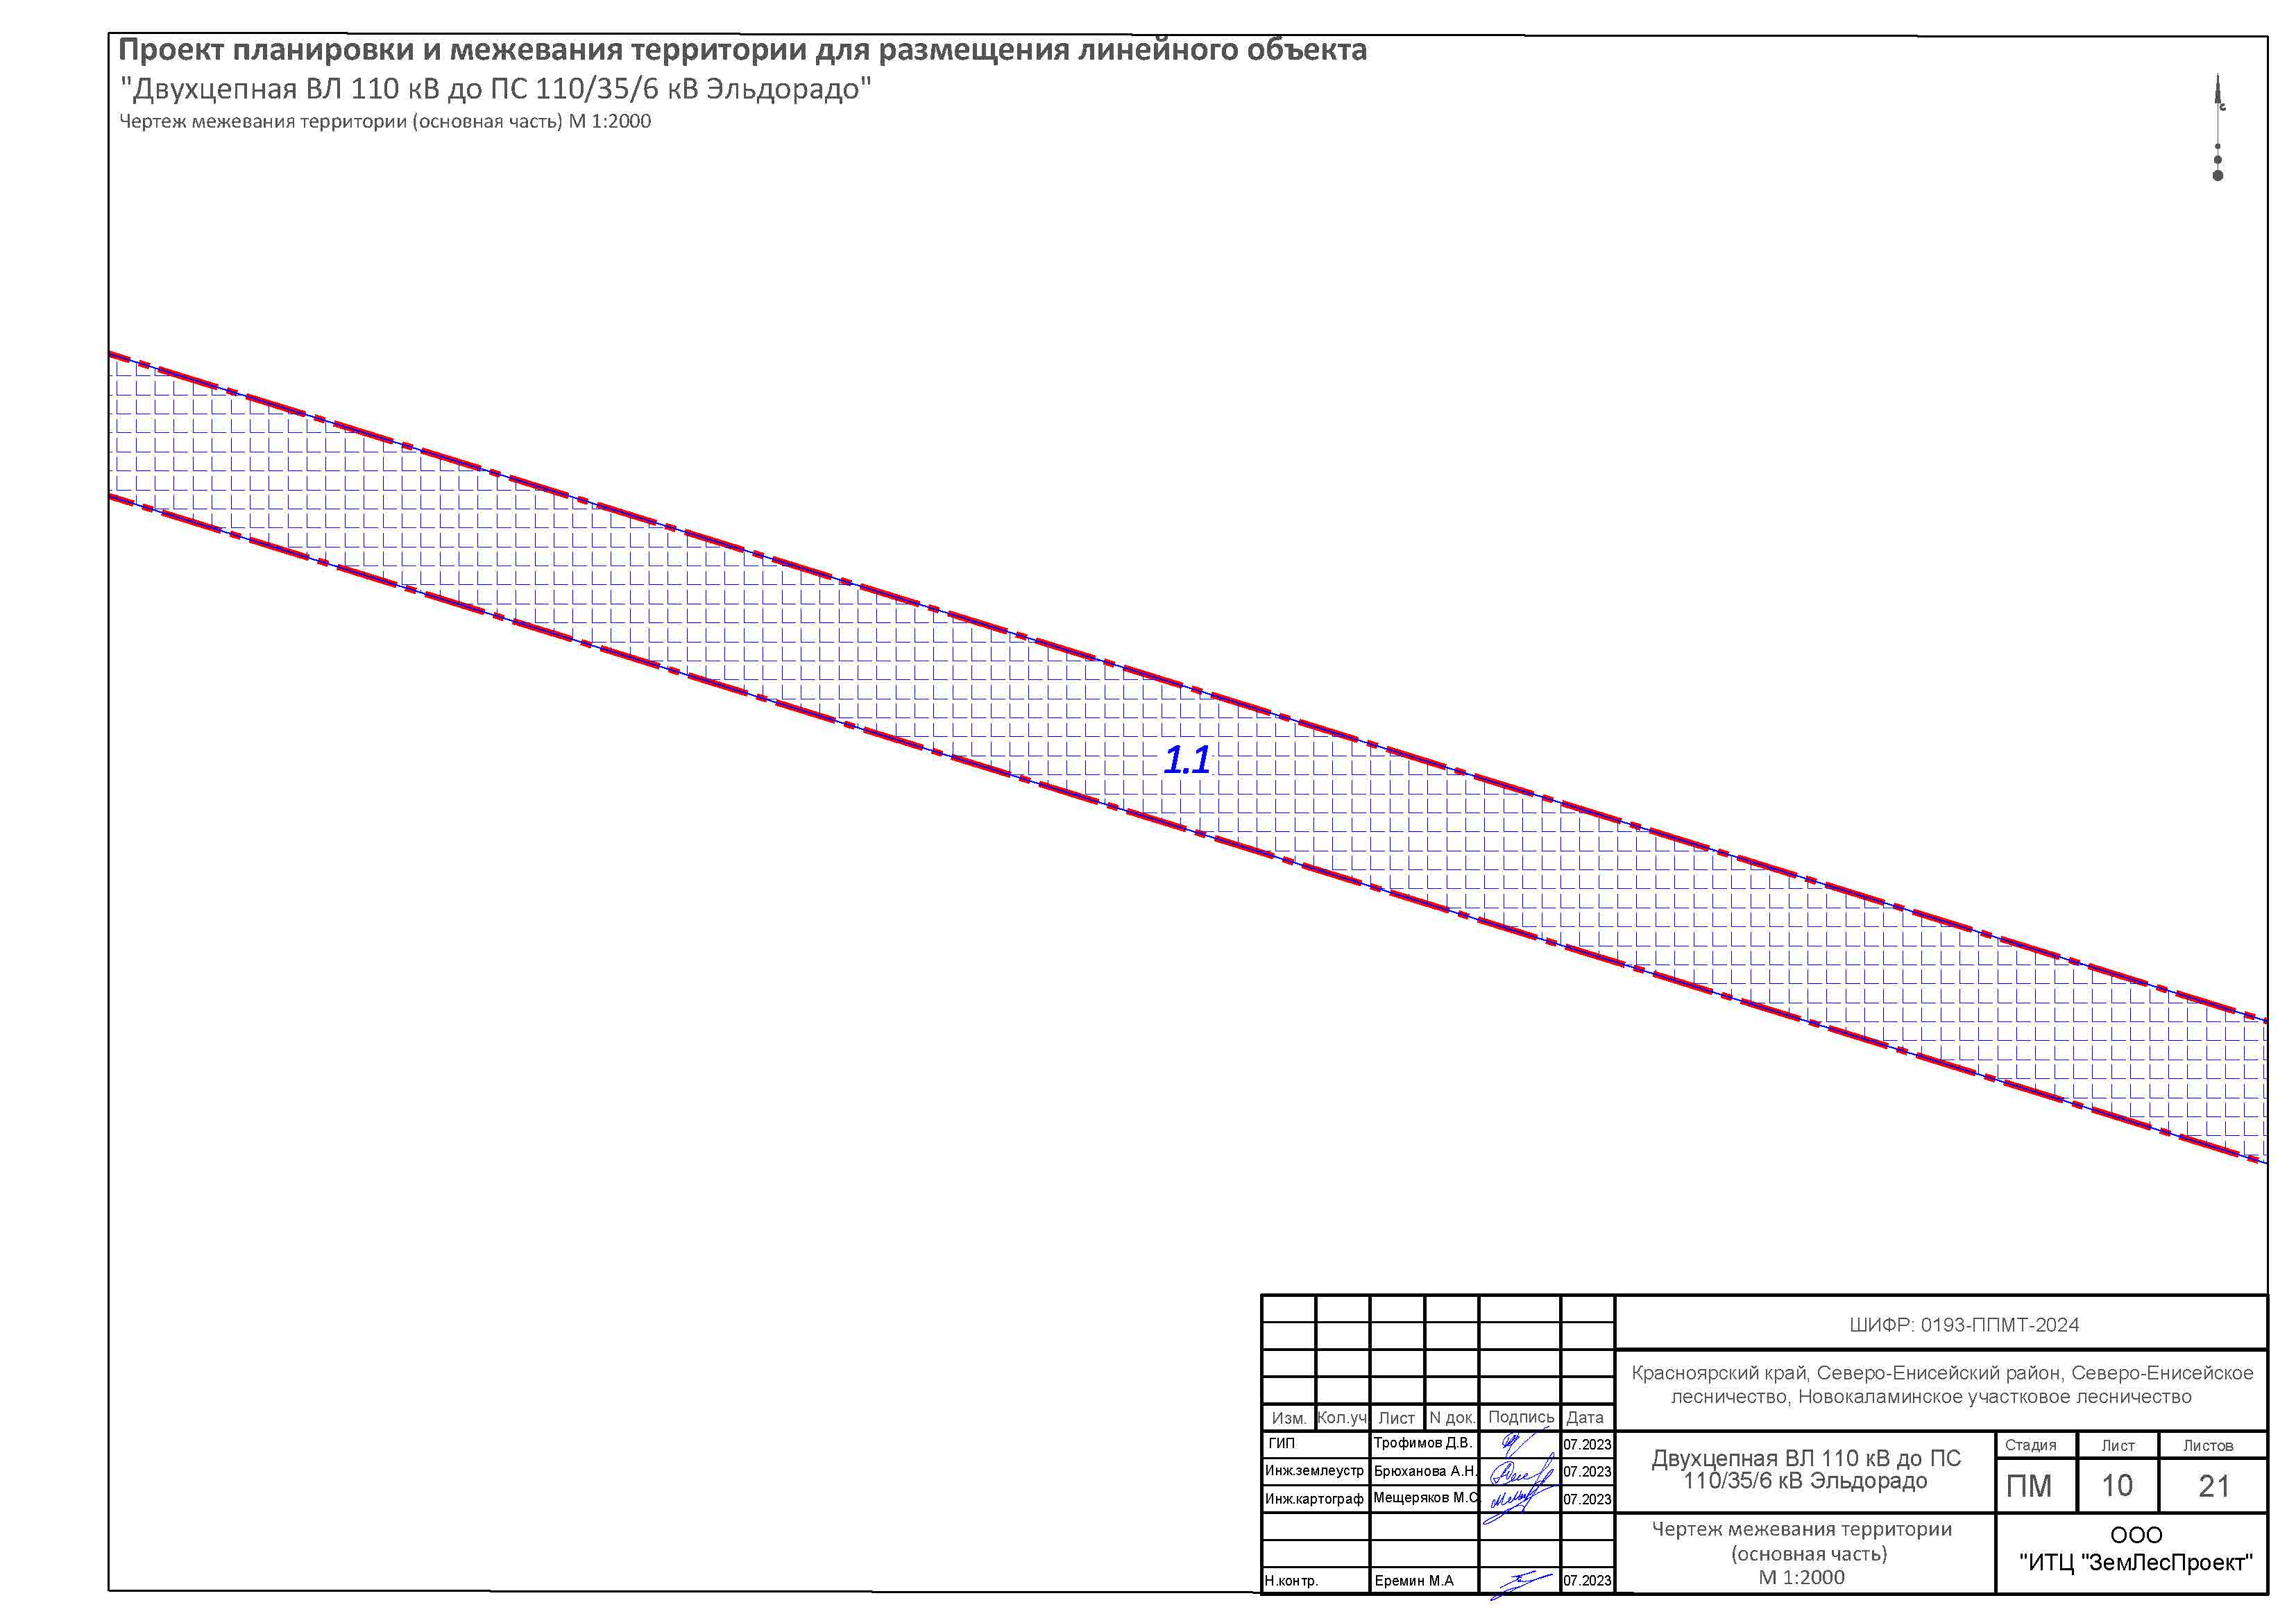 Проект планировки и межевания территории для размещения линейного объекта
"Двухцепная ВЛ 110 кВ до ПС 110/35/6 кВ Эльдорадо"
Чертеж межевания территории (основная часть) М 1:2000
с
1.1
ШИФР: 0193-ППМТ-2024
Красноярский край, Северо-Енисейский район, Северо-Енисейское
лесничество, Новокаламинское участковое лесничество
Изм. Кол.уч Лист N док. Подпись Дата
ГИП Трофимов Д.В. 07.2023
Инж.землеустр Брюханова А.Н. 07.2023
Инж.картограф Мещеряков М.С 07.2023
Н.контр. Еремин М.А 07.2023
Двухцепная ВЛ 110 кВ до ПС
110/35/6 кВ Эльдорадо
Стадия Лист Листов
ПМ 10 21
Чертеж межевания территории
(основная часть)
М 1:2000
ООО
"ИТЦ "ЗемЛесПроект"